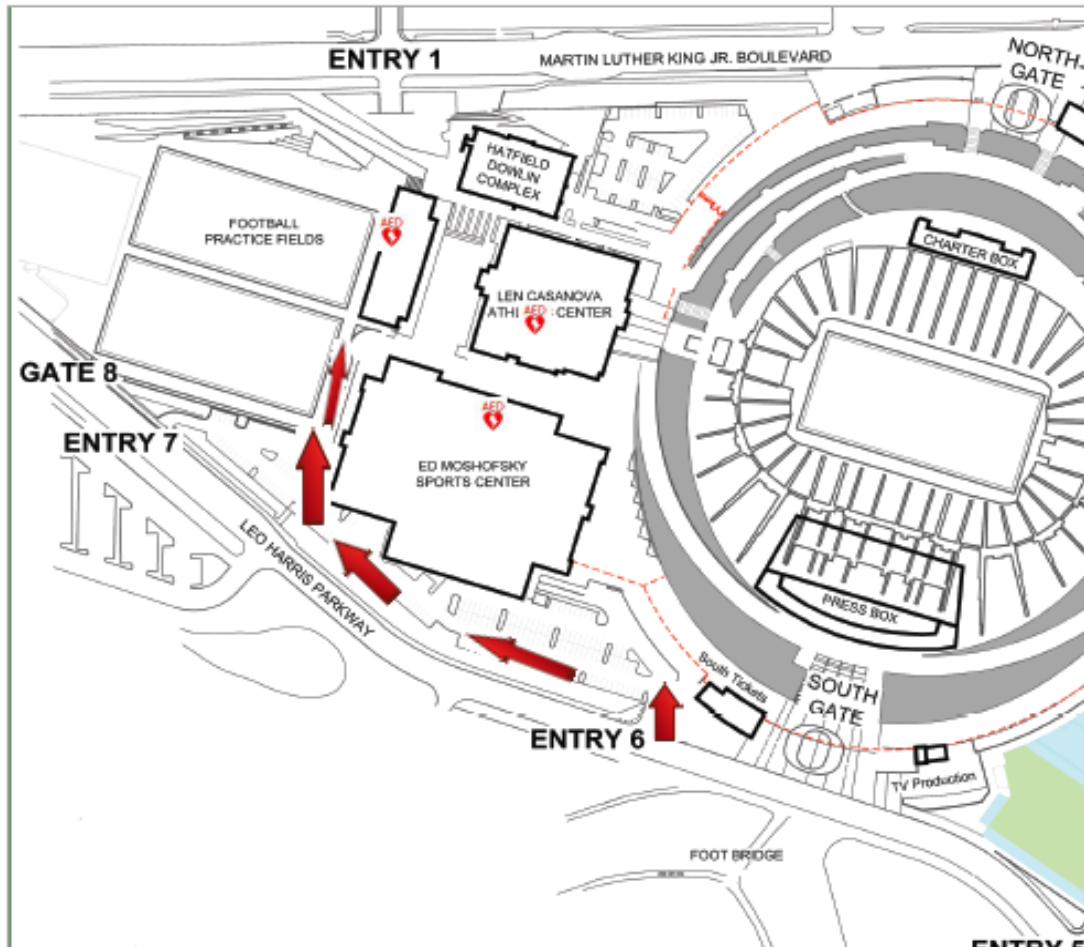 ENTRY 1
MARTIN LUTHER KING JR. BOULEVARD
GATE
HATFIELD
DOWLIN
COMPLEX
FOOTBALL
PRACTICE FIELDS
AED
CHARTER BOX
LEN CASANOVA
CENTER
AED
GATE 8
AED
ENTRY 7
ED MOSHOFSKY
SPORTS CENTER
LEO HARRIS PARKWAY
PRESS BOX
South Tickets
SOUTH
GATE
ENTRY 6
TV Production
FOOT BRIDGE
ENTRY